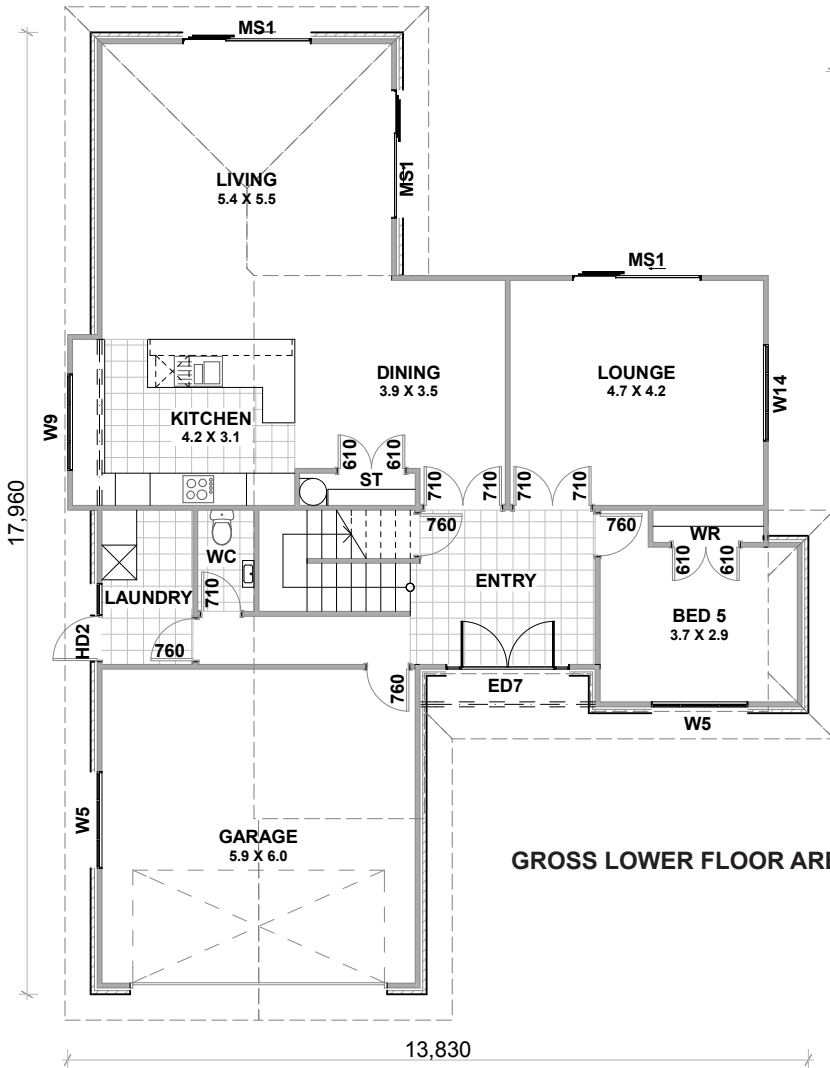 MS1
LIVING
5.4 X 5.5
MS1
MS1
DINING
3.9 X 3.5
LOUNGE
4.7 X 4.2
W14
W9
KITCHEN
4.2 X 3.1
610
610
ST
710
710
710
710
17,960
WC
710
760
ENTRY
760
WR
610
610
LAUNDRY
HD2
760
BED 5
3.7 X 2.9
760
ED7
W5
W5
GARAGE
5.9 X 6.0
GROSS LOWER FLOOR ARE
13,830